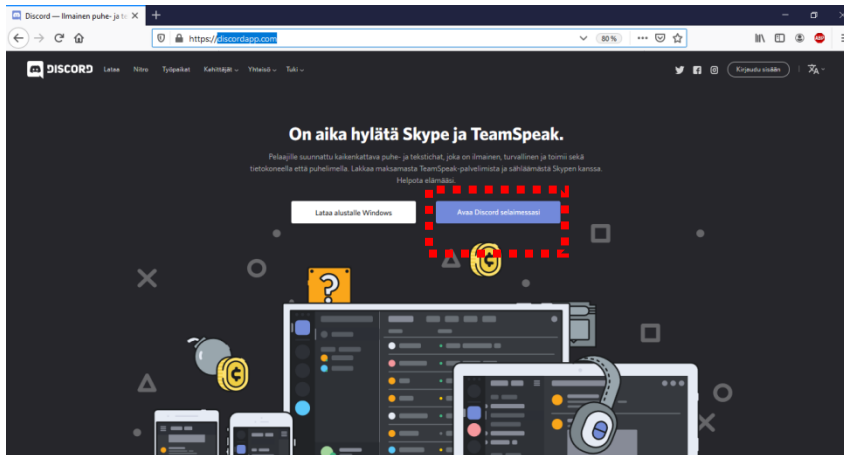 Discord — Ilmainen puhe- ja te
https://discordapp.com
80 %
ABP
DISCORD Lataa Nitro Työpaikat Kehittäjät Yhteisö Tuki
Kirjaudu sisään
On aika hylätä Skype ja TeamSpeak.
Pelaajille suunnattu kaikenkattava puhe- ja tekstichat, joka on ilmainen, turvallinen ja toimii sekä
tietokoneella että puhelimella. Lakkaa maksamasta TeamSpeak-palvelimista ja sähläämästä Skypen kanssa.
Helpota elämääsi.
Lataa alustalle Windows
Avaa Discord selaimessasi